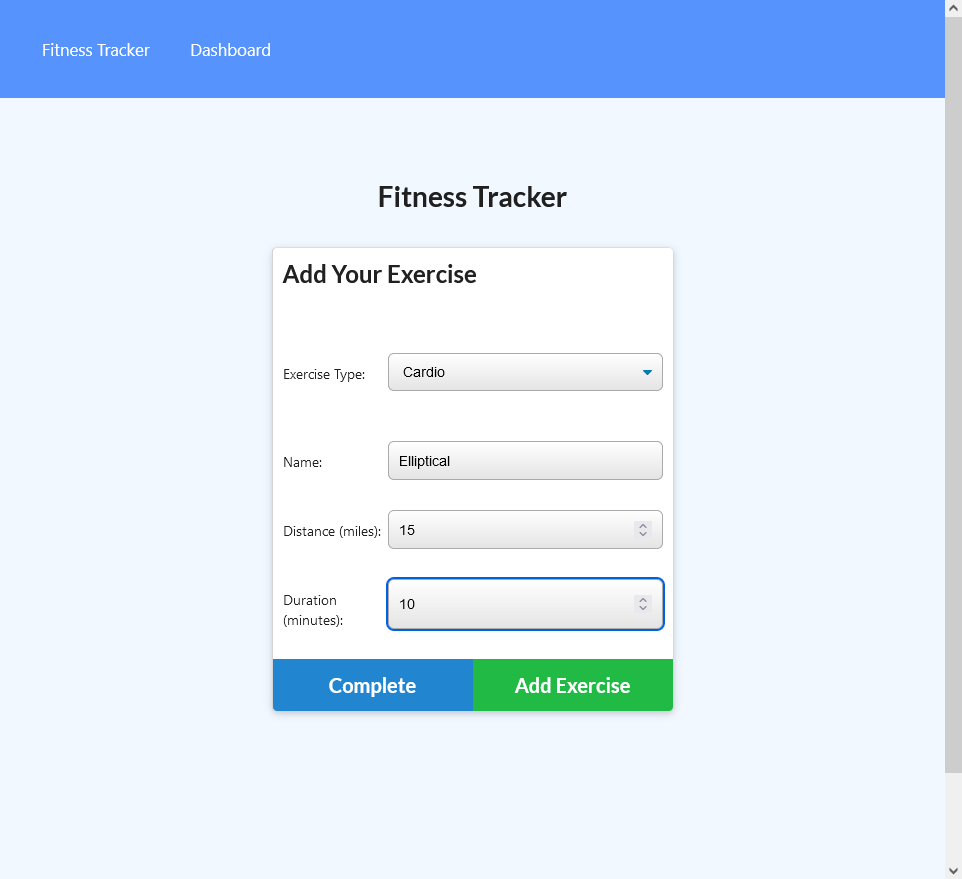 Fitness Tracker Dashboard
Fitness Tracker
Add Your Exercise
Exercise Type: Cardio
Name: Elliptical
Distance (miles): 15
Duration
(minutes): 10
Complete Add Exercise